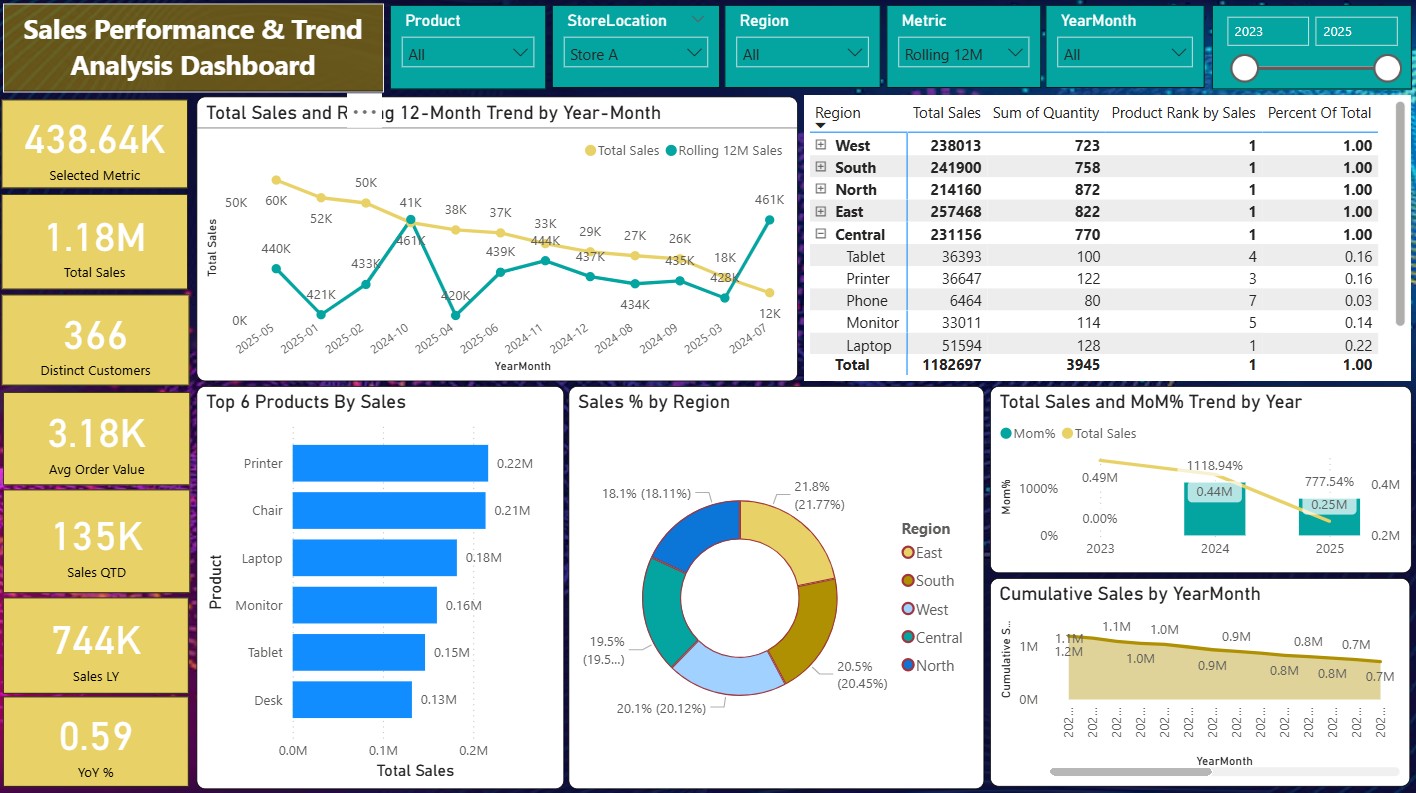 Sales Performance & Trend
Analysis Dashboard
Product
All
StoreLocation
Store A
Region
All
Metric
Rolling 12M
YearMonth
All
2023
2025
438.64K
Selected Metric
1.18M
Total Sales
366
Distinct Customers
3.18K
Avg Order Value
135K
Sales QTD
744K
Sales LY
0.59
YoY %
Total Sales and R ng 12-Month Trend by Year-Month
Total Sales
Rolling 12M Sales
Total Sales
50K
0K
60K
52K
50K
41K
38K
37K
33K
29K
27K
26K
18K
12K
440K
421K
433K
461K
420K
439K
444K
437K
434K
435K
428K
461K
2025-05
2025-01
2025-02
2024-10
2025-04
2025-06
2024-11
2024-12
2024-08
2024-09
2025-03
2024-07
YearMonth
Region Total Sales Sum of Quantity Product Rank by Sales Percent Of Total
West 238013 723 1 1.00
South 241900 758 1 1.00
North 214160 872 1 1.00
East 257468 822 1 1.00
Central 231156 770 1 1.00
Tablet 36393 100 4 0.16
Printer 36647 122 3 0.16
Phone 6464 80 7 0.03
Monitor 33011 114 5 0.14
Laptop 51594 128 1 0.22
Total 1182697 3945 1 1.00
Top 6 Products By Sales
Product
Printer 0.22M
Chair 0.21M
Laptop 0.18M
Monitor 0.16M
Tablet 0.15M
Desk 0.13M
0.0M 0.1M 0.2M
Total Sales
Sales % by Region
18.1% (18.11%)
21.8%
(21.77%)
19.5%
(19.5...)
20.5%
(20.45%)
20.1% (20.12%)
Region
East
South
West
Central
North
Total Sales and MoM% Trend by Year
Mom%
Total Sales
Mom%
1000%
0%
0.49M
0.00%
1118.94%
0.44M
777.54%
0.25M
0.4M
0.2M
2023 2024 2025
Cumulative Sales by YearMonth
Cumulative S..
1M
0M
1.1M
1.2M
1.1M
1.0M
1.0M
0.9M
0.9M
0.8M
0.8M
0.8M
0.7M
0.7M
202...
202...
202...
202...
202...
202...
202...
202...
202...
202...
202...
202...
202...
202...
YearMonth